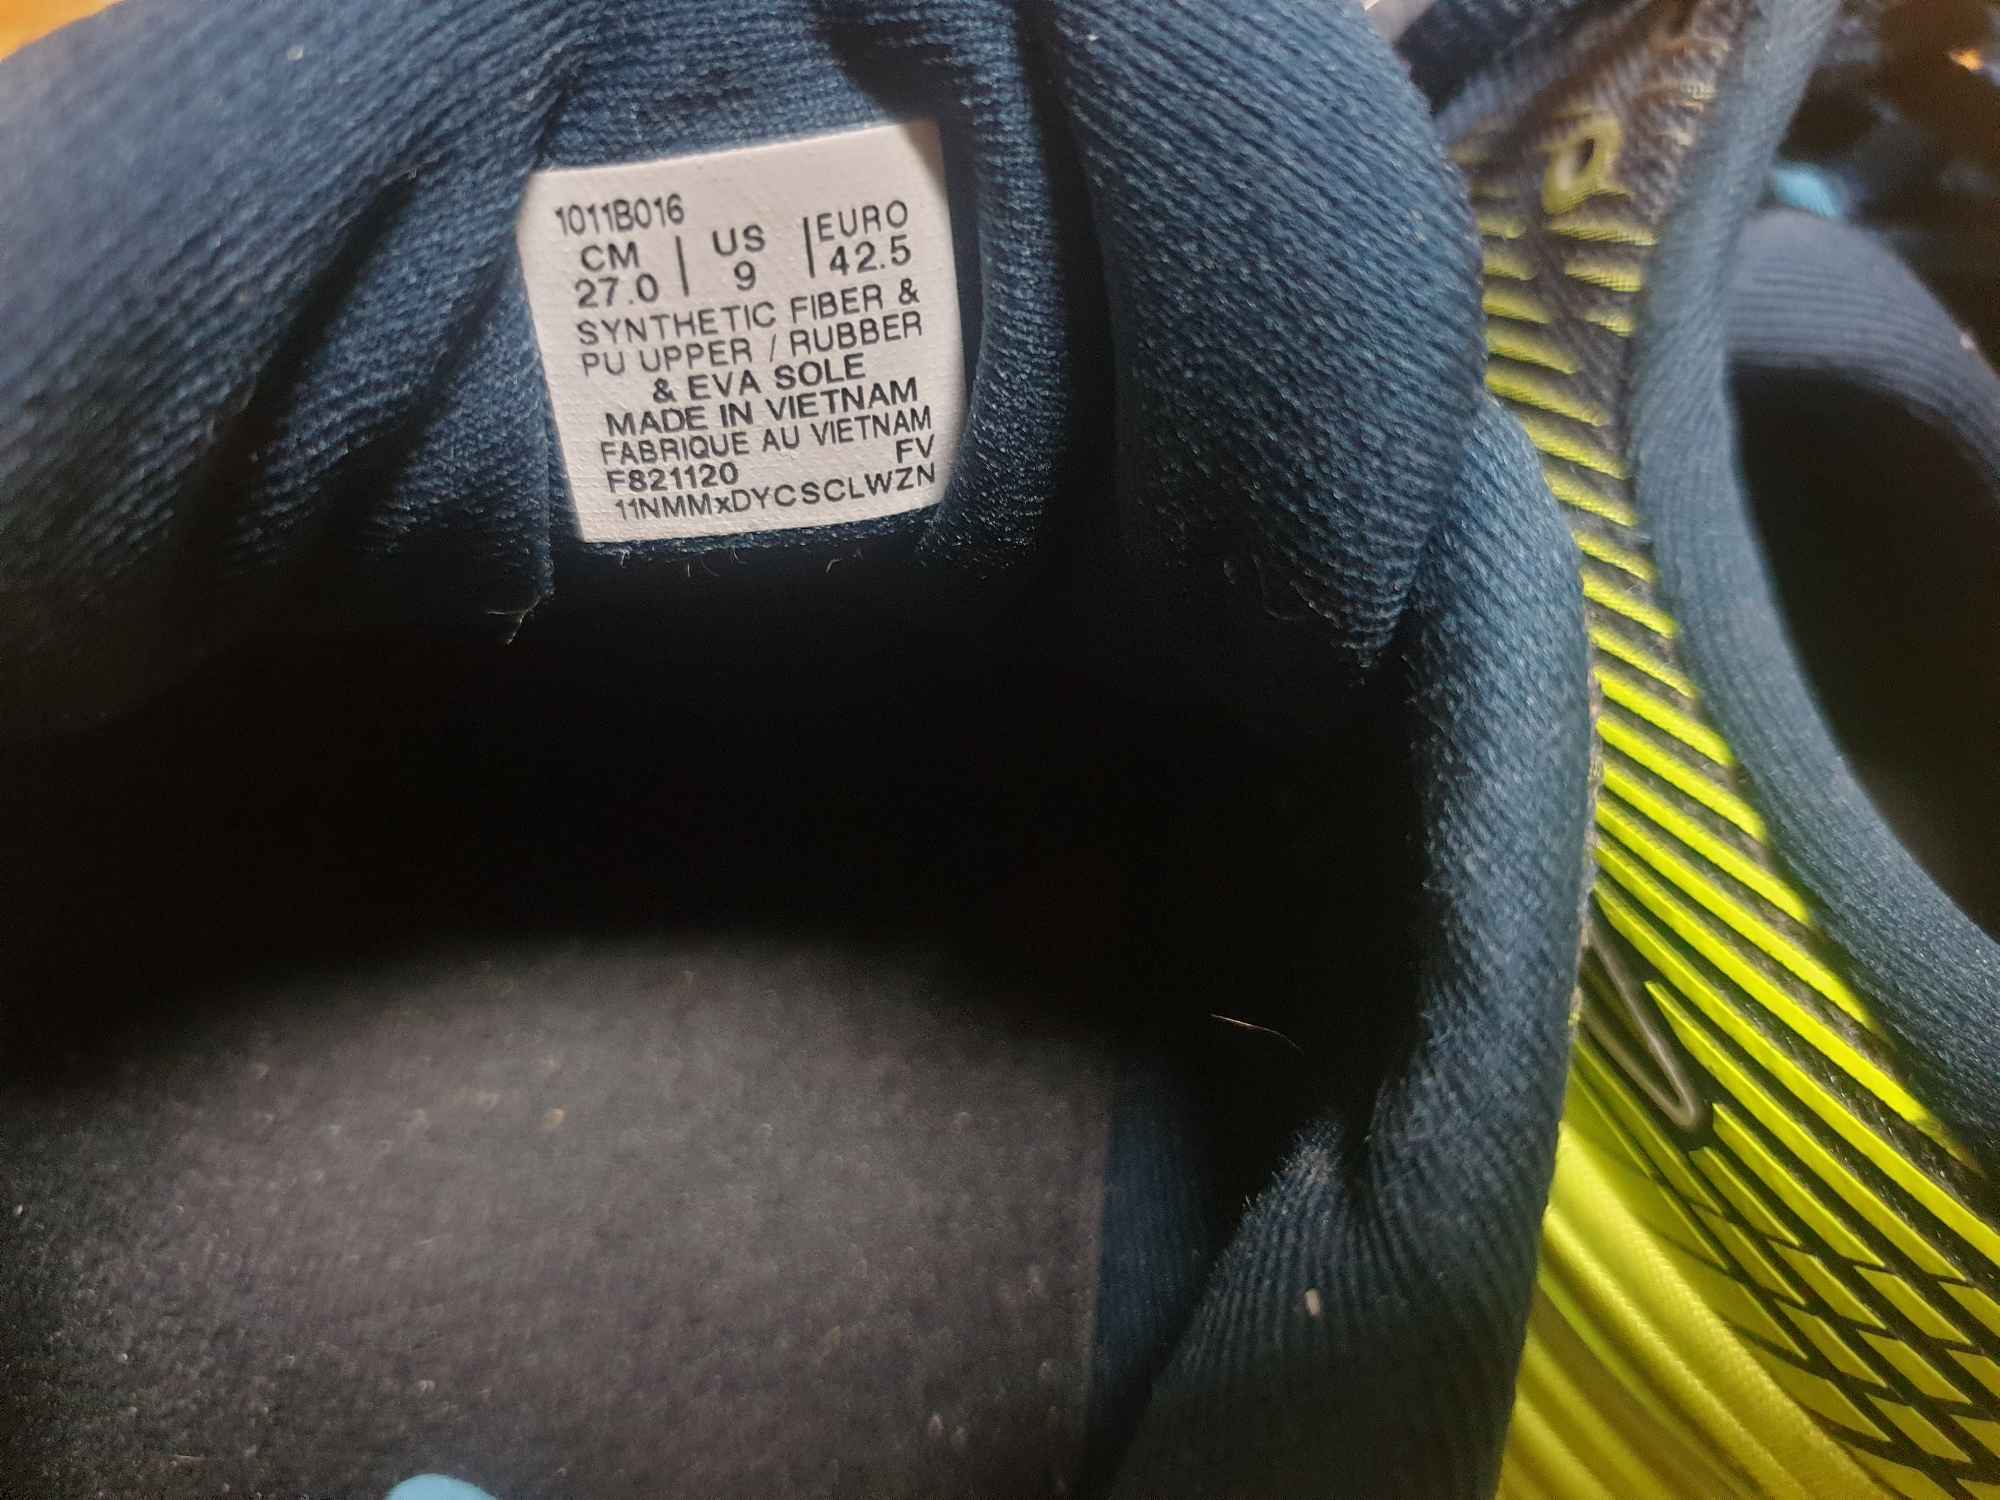 1011B016
CM | US | EURO
27.0 | 9 | 42.5
SYNTHETIC FIBER &
PU UPPER / RUBBER
& EVA SOLE
MADE IN VIETNAM
FABRIQUE AU VIETNAM
F821120 FV
11NMMxDYCSCLWZN